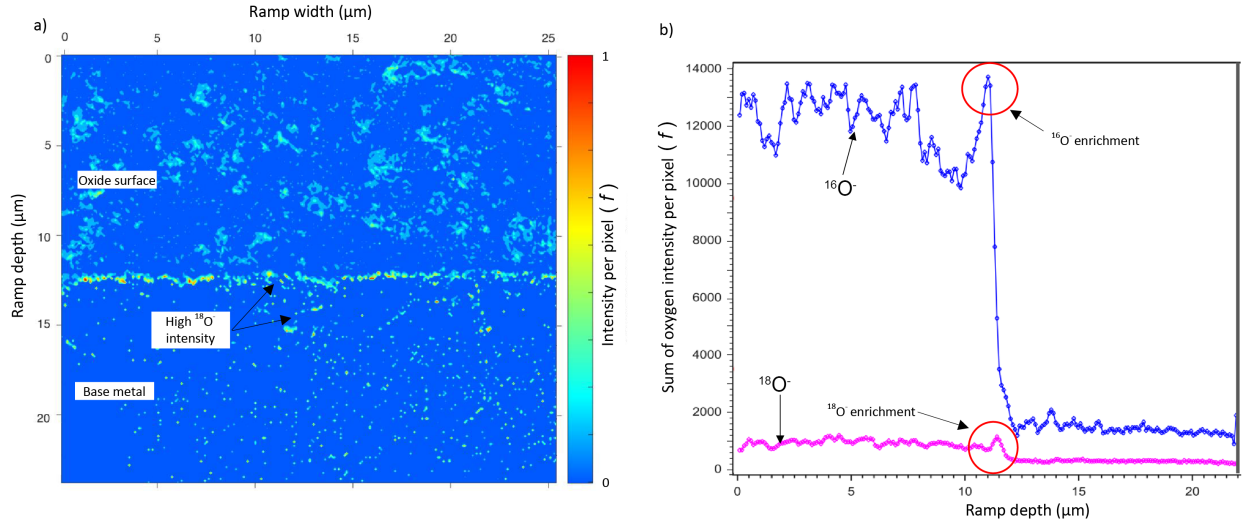 a)
Ramp width (µm)
0 5 10 15 20 25
Ramp depth (µm)
0
5
10
15
20
Oxide surface
High ¹⁸O⁻
intensity
Base metal
1
0
Intensity per pixel ( f )
b)
Sum of oxygen intensity per pixel ( f )
14000
12000
10000
8000
6000
4000
2000
0
¹⁶O⁻ enrichment
¹⁶O⁻
¹⁸O⁻
¹⁸O⁻ enrichment
0 5 10 15 20
Ramp depth (µm)